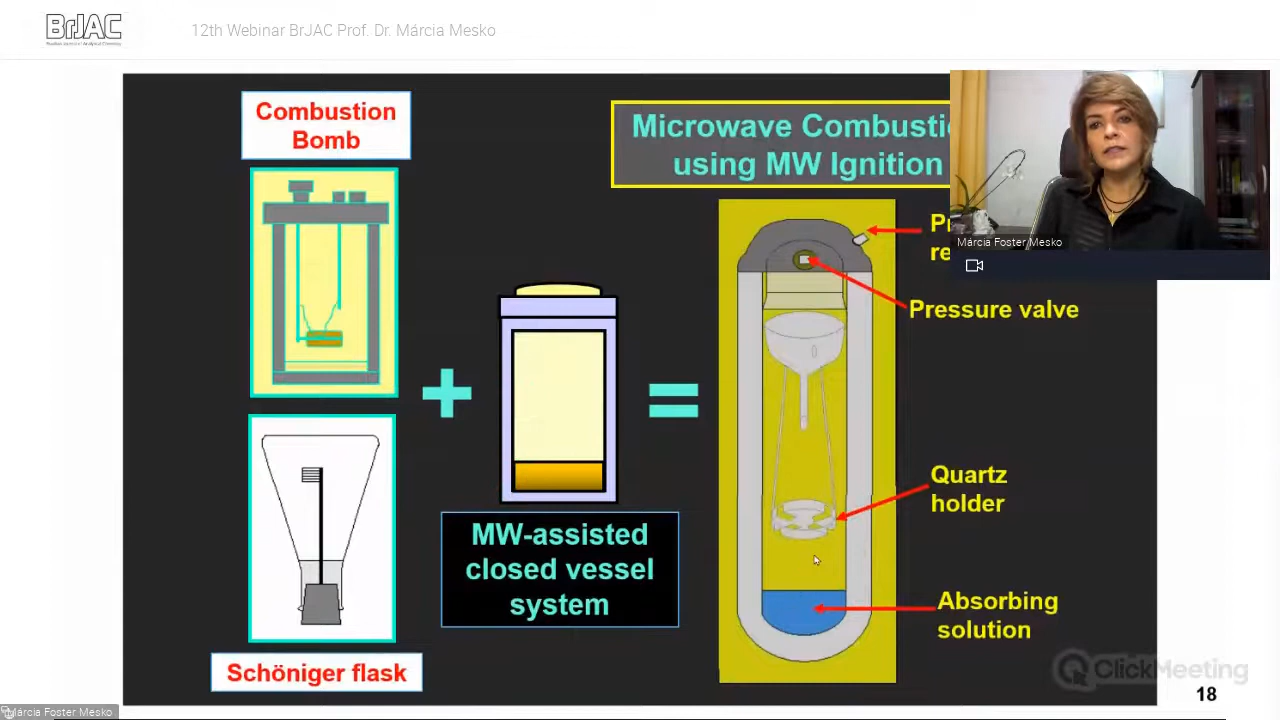 BrJAC
12th Webinar BrJAC Prof. Dr. Márcia Mesko
Combustion
Bomb
Microwave Combusti
using MW Ignition
Márcia Foster Mesko
Pressure valve
Quartz
holder
MW-assisted
closed vessel
system
Absorbing
solution
Schöniger flask
ClickMeeting
18
Márcia Foster Mesko